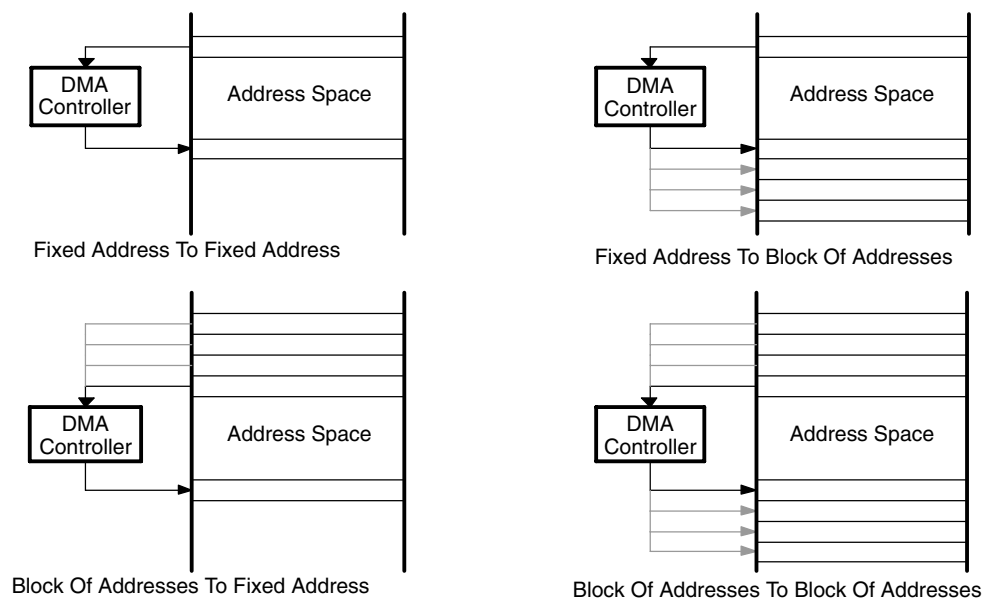 DMA
Controller
Address Space
Fixed Address To Fixed Address
DMA
Controller
Address Space
Fixed Address To Block Of Addresses
DMA
Controller
Address Space
Block Of Addresses To Fixed Address
DMA
Controller
Address Space
Block Of Addresses To Block Of Addresses